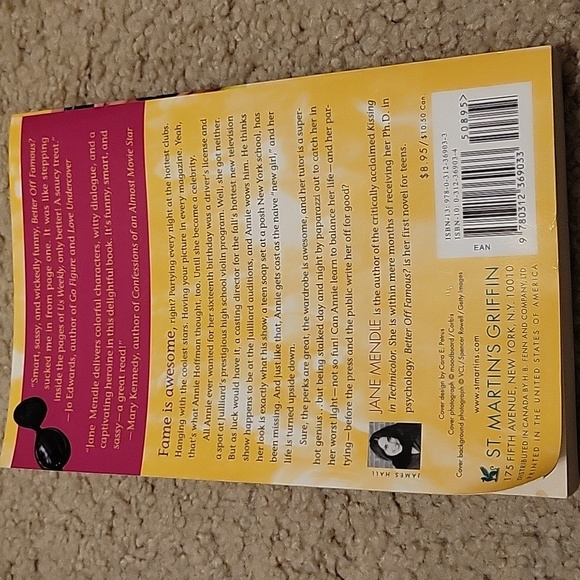 "Smart, sassy, and wickedly funny, Better Off Famous?
sucked me in from page one. It was like stepping
inside the pages of Us Weekly, only better! A saucy treat."
—Jo Edwards, author of Go Figure and Love Undercover
"Jane Mendle delivers colorful characters, witty dialogue, and a
captivating heroine in this delightful book. It's funny, smart, and
sassy—a great read!"
—Mary Kennedy, author of Confessions of an Almost Movie Star
Fame is awesome, right? Partying every night at the hottest clubs.
Hanging with the coolest stars. Having your picture in every magazine. Yeah,
that's what Annie Hoffman thought, too. Until she became a celebrity.
All Annie ever wanted for her sixteenth birthday was a driver's license and
a spot at Juilliard's prestigious high school violin program. Well, she got neither.
But as luck would have it, a casting director for the fall's hottest new television
show happens to be at the Juilliard auditions, and Annie wows him. He thinks
her look is exactly what his show, a teen soap set at a posh New York school, has
been missing. And just like that, Annie gets cast as the naive "new girl," and her
life is turned upside down.
Sure, the perks are great, the wardrobe is awesome, and her tutor is a super-
hot genius... but being stalked day and night by paparazzi out to catch her in
her worst light—not so fun! Can Annie learn to balance her life—and her par-
tying—before the press and the public write her off for good?
JANE MENDLE is the author of the critically acclaimed Kissing
in Technicolor. She is within mere months of receiving her Ph.D. in
psychology. Better Off Famous? is her first novel for teens.
JAMES HALL
$8.95/$10.50 Can.
Cover design by Cara E. Petrus
Cover photograph © moodboard / Corbis
Cover background photograph © VCL / Spencer Rowell / Getty Images
www.stmartins.com
ST. MARTIN'S GRIFFIN
175 FIFTH AVENUE, NEW YORK, N.Y. 10010
DISTRIBUTED IN CANADA BY H. B. FENN AND COMPANY, LTD.
PRINTED IN THE UNITED STATES OF AMERICA
ISBN-13: 978-0-312-36903-3
ISBN-10: 0-312-36903-4
50895>
EAN
9 780312 369033